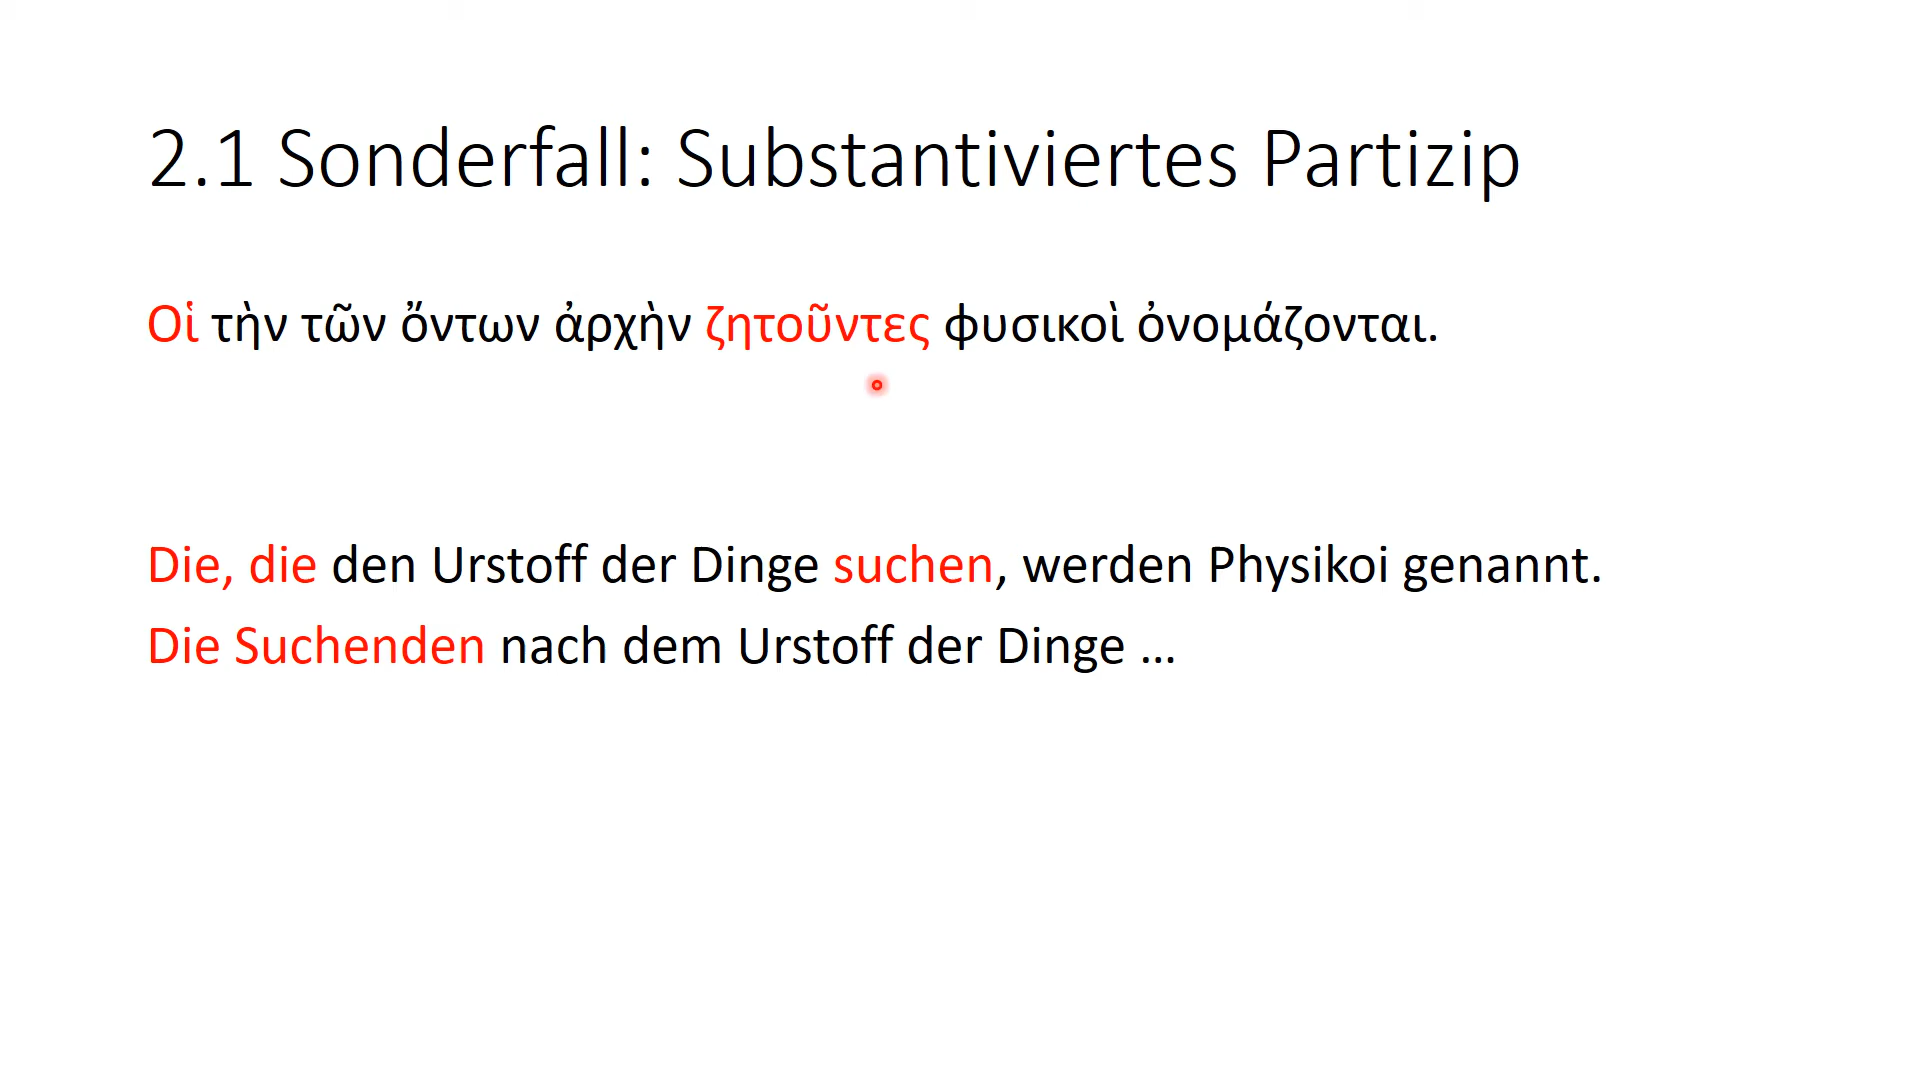 2.1 Sonderfall: Substantiviertes Partizip
Οἱ τὴν τῶν ὄντων ἀρχὴν ζητοῦντες φυσικοὶ ὀνομάζονται.
Die, die den Urstoff der Dinge suchen, werden Physikoi genannt.
Die Suchenden nach dem Urstoff der Dinge …